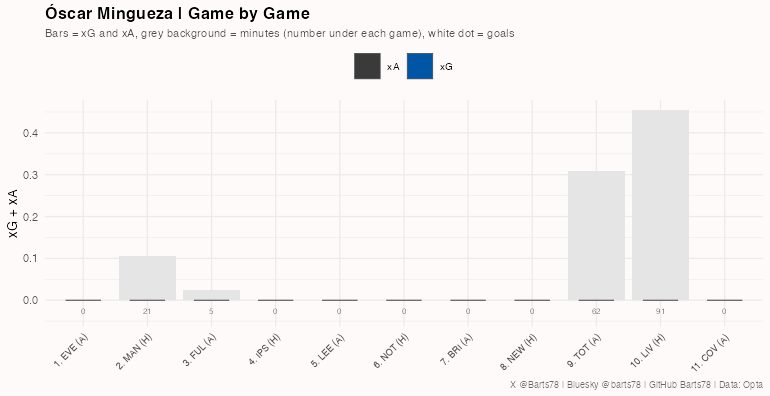 Óscar Mingueza | Game by Game
Bars = xG and xA, grey background = minutes (number under each game), white dot = goals
xA xG
xG + xA
0.4
0.3
0.2
0.1
0.0
0 21 5 0 0 0 0 0 62 91 0
1. EVE (A) 2. MAN (H) 3. FUL (A) 4. IPS (H) 5. LEE (A) 6. NOT (H) 7. BRI (A) 8. NEW (H) 9. TOT (A) 10. LIV (H) 11. COV (A)
X @Barts78 | Bluesky @barts78 | GitHub Barts78 | Data: Opta